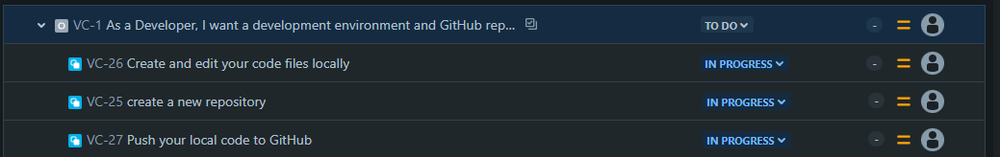 VC-1 As a Developer, I want a development environment and GitHub rep... TO DO -
VC-26 Create and edit your code files locally IN PROGRESS -
VC-25 create a new repository IN PROGRESS -
VC-27 Push your local code to GitHub IN PROGRESS -